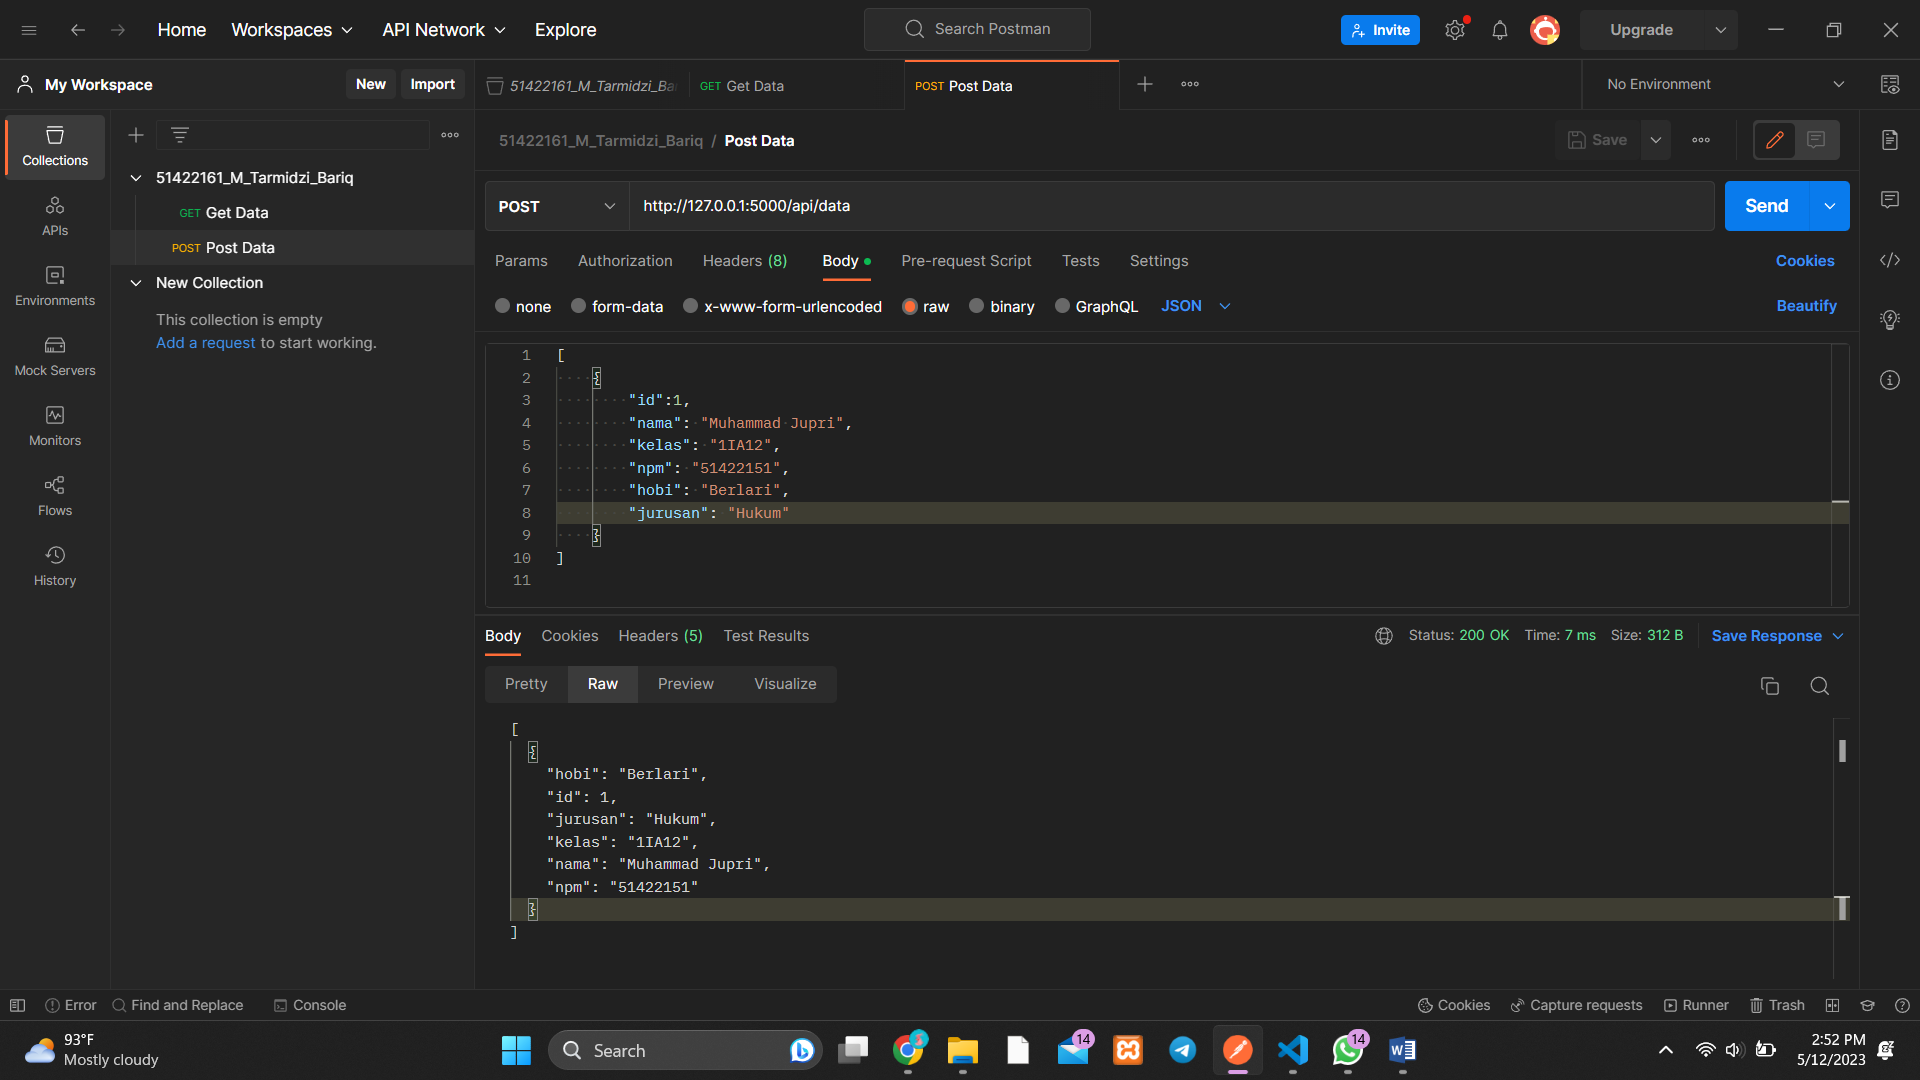 Home Workspaces API Network Explore Search Postman Invite Upgrade
My Workspace New Import 51422161_M_Tarmidzi_Ba GET Get Data POST Post Data No Environment
51422161_M_Tarmidzi_Bariq / Post Data Save
Collections
51422161_M_Tarmidzi_Bariq
GET Get Data
POST Post Data
New Collection
This collection is empty
Add a request to start working.
APIs
Environments
Mock Servers
Monitors
Flows
History
POST http://127.0.0.1:5000/api/data Send
Params Authorization Headers (8) Body Pre-request Script Tests Settings Cookies
none form-data x-www-form-urlencoded raw binary GraphQL JSON Beautify
1 [
2 {
3 "id":1,
4 "nama": "Muhammad Jupri",
5 "kelas": "1IA12",
6 "npm": "51422151",
7 "hobi": "Berlari",
8 "jurusan": "Hukum"
9 }
10 ]
11
Body Cookies Headers (5) Test Results Status: 200 OK Time: 7 ms Size: 312 B Save Response
Pretty Raw Preview Visualize
[
{
"hobi": "Berlari",
"id": 1,
"jurusan": "Hukum",
"kelas": "1IA12",
"nama": "Muhammad Jupri",
"npm": "51422151"
}
]
Error Find and Replace Console Cookies Capture requests Runner Trash
93°F
Mostly cloudy
Search
14
14
2:52 PM
5/12/2023